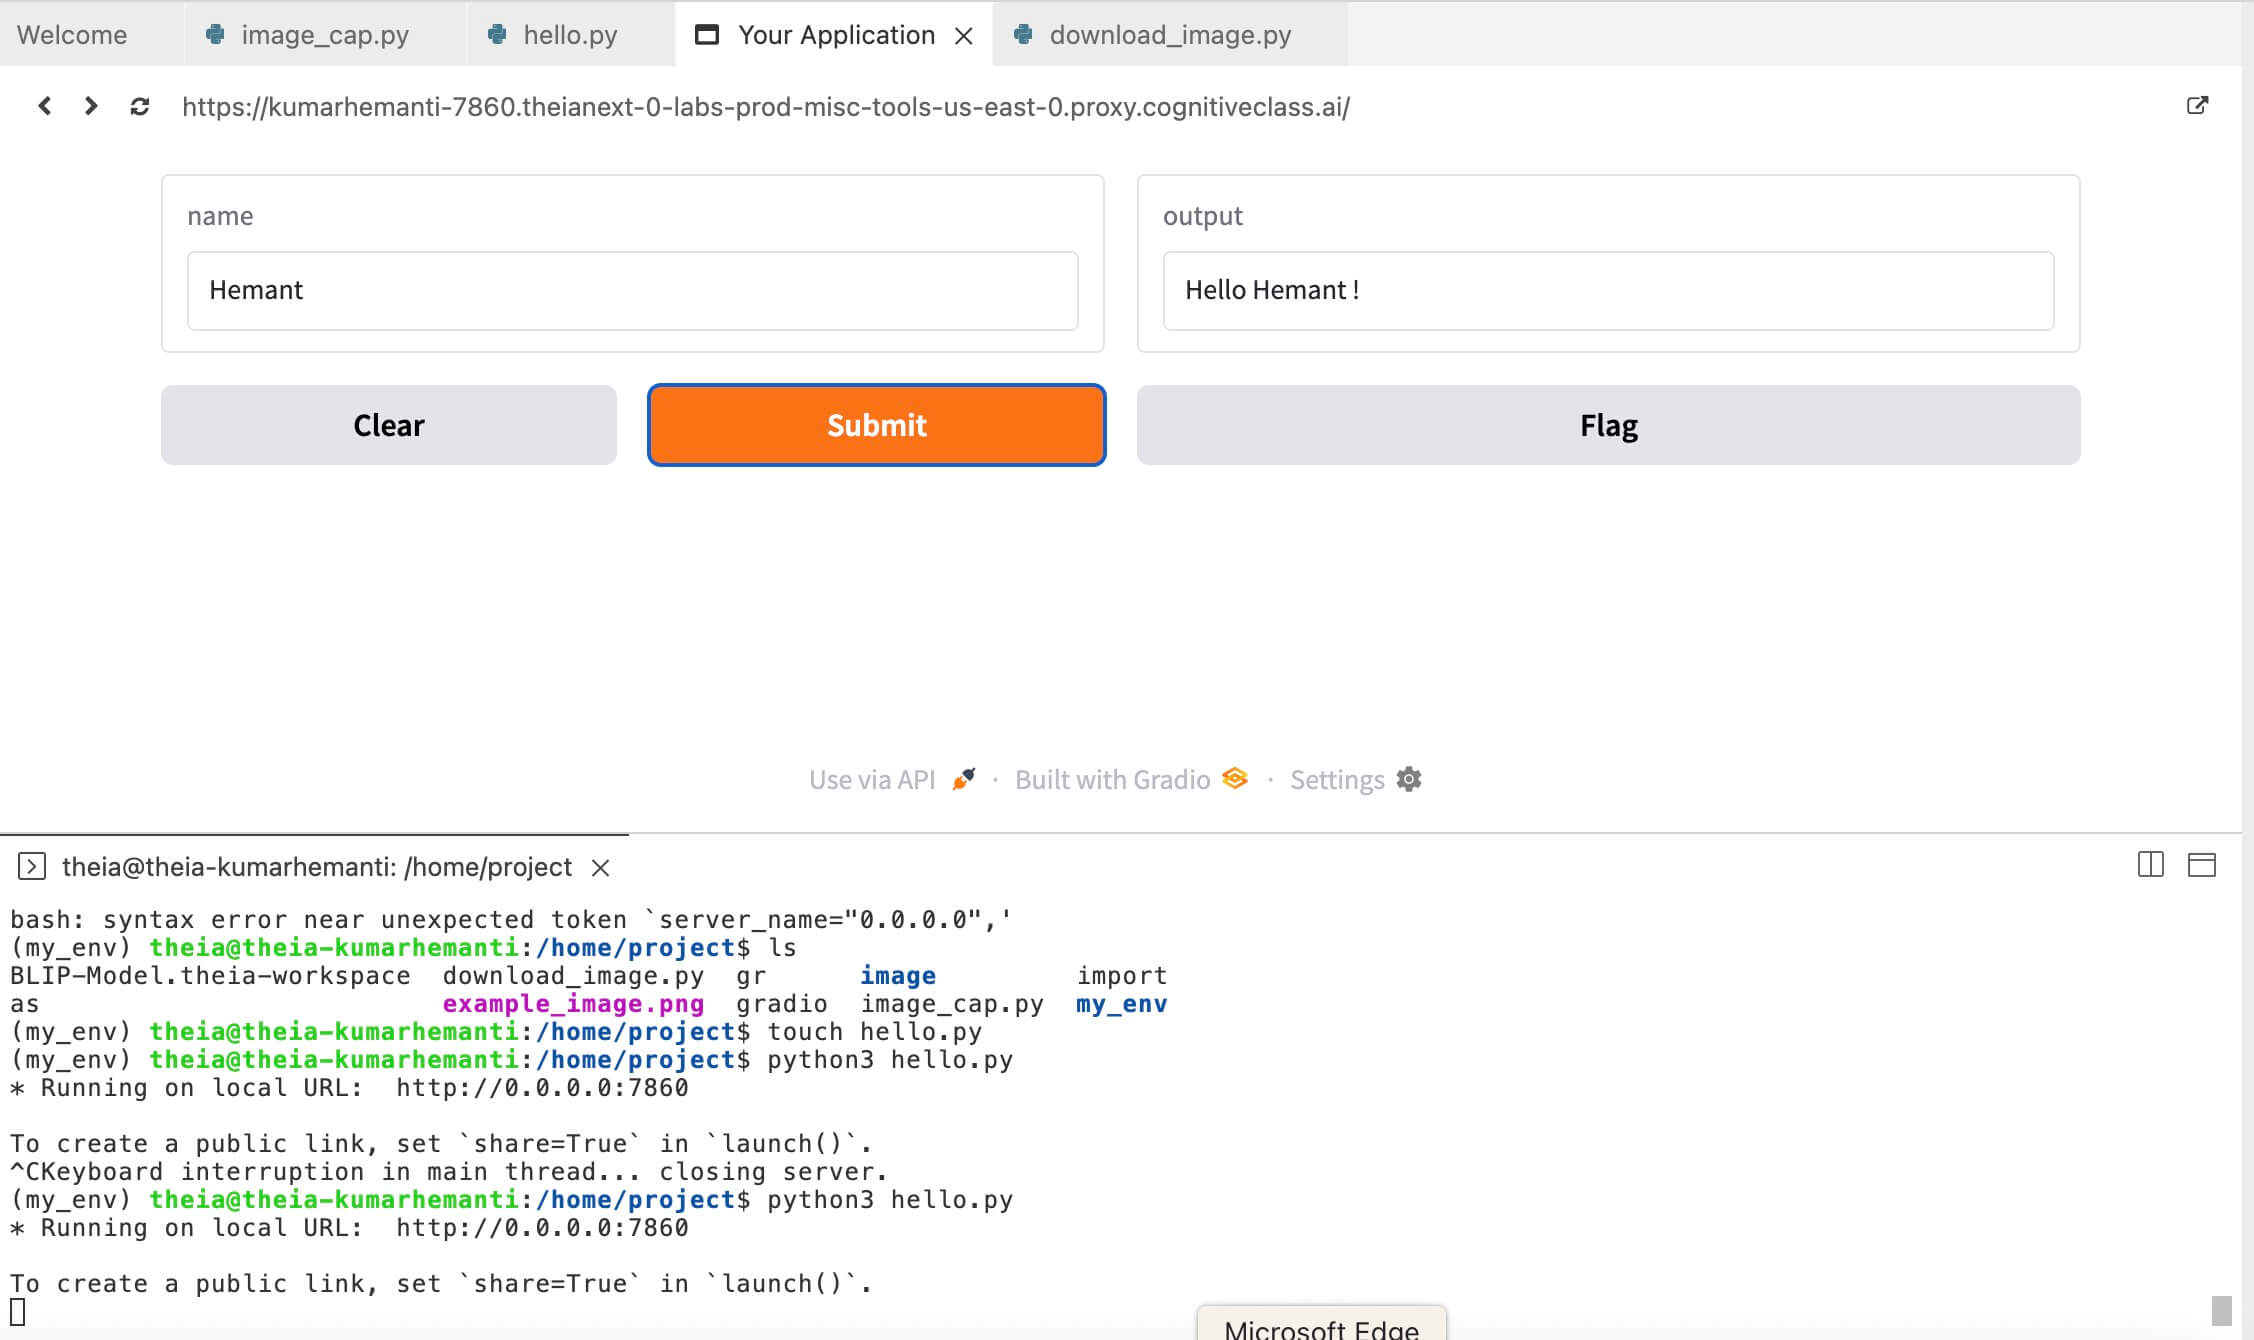 Welcome image_cap.py hello.py Your Application download_image.py
https://kumarhemanti-7860.theianext-0-labs-prod-misc-tools-us-east-0.proxy.cognitiveclass.ai/
name
Hemant
output
Hello Hemant !
Clear
Submit
Flag
Use via API · Built with Gradio · Settings
theia@theia-kumarhemanti: /home/project
bash: syntax error near unexpected token `server_name="0.0.0.0",'
(my_env) theia@theia-kumarhemanti:/home/project$ ls
BLIP-Model.theia-workspace download_image.py gr image import
as example_image.png gradio image_cap.py my_env
(my_env) theia@theia-kumarhemanti:/home/project$ touch hello.py
(my_env) theia@theia-kumarhemanti:/home/project$ python3 hello.py
* Running on local URL: http://0.0.0.0:7860
To create a public link, set `share=True` in `launch()`.
^CKeyboard interruption in main thread... closing server.
(my_env) theia@theia-kumarhemanti:/home/project$ python3 hello.py
* Running on local URL: http://0.0.0.0:7860
To create a public link, set `share=True` in `launch()`.
Microsoft Edge